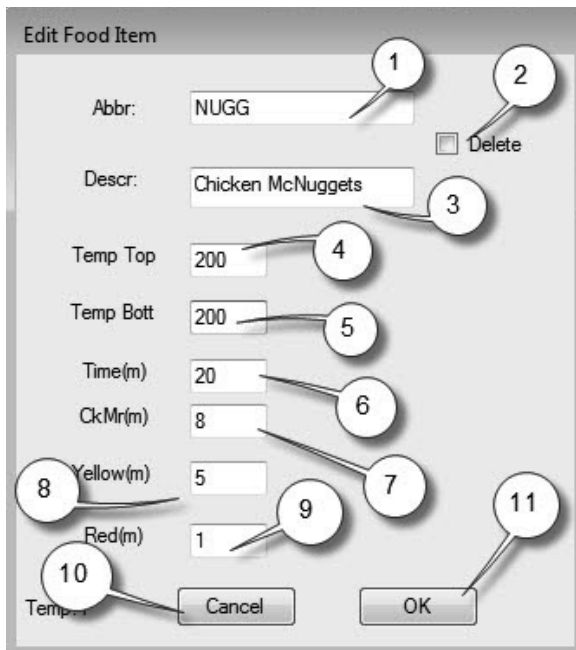 Edit Food Item
1
Abbr: NUGG
2
Delete
Descr: Chicken McNuggets
3
Temp Top 200
4
Temp Bott 200
5
Time(m) 20
6
CkMr(m) 8
7
Yellow(m) 5
8
9
11
Red(m) 1
10
Cancel OK